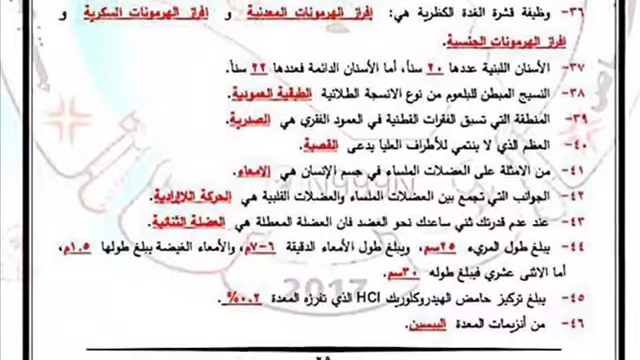 ٣٦- وظيفة قشرة الغدة الكظرية هي: إفراز الهرمونات المعدنية و إفراز الهرمونات السكرية و
إفراز الهرمونات الجنسية.
٣٧- الأسنان اللبنية عددها ٢٠ سناً، أما الأسنان الدائمة فعددها ٢٢ سناً.
٣٨- النسيج المبطن للبلعوم من نوع الانسجة الطلائية الطبقية العمودية.
٣٩- المنطقة التي تسبق الفقرات القطنية في العمود الفقري هي الصدرية.
٤٠- العظم الذي لا ينتمي للأطراف العليا يدعى القصبة.
٤١- من الامثلة على العضلات الملساء في جسم الإنسان هي الامعاء.
٤٢- الجوانب التي تجمع بين العضلات الملساء والعضلات القلبية هي الحركة اللاارادية.
٤٣- عند عدم قدرتك ثني ساعدك نحو العضد فان العضلة المعطلة هي العضلة الثنائية.
٤٤- يبلغ طول المريء ٢٥سم، ويبلغ طول الأمعاء الدقيقة ٦-٧م، والأمعاء الغيضة يبلغ طولها ١.٥م،
أما الاثنى عشري فيبلغ طوله ٣٠سم.
٤٥- يبلغ تركيز حامض الهيدروكلوريك HCl الذي تفرزه المعدة ٠.٢%.
٤٦- من أنزيمات المعدة الببسين.
2017